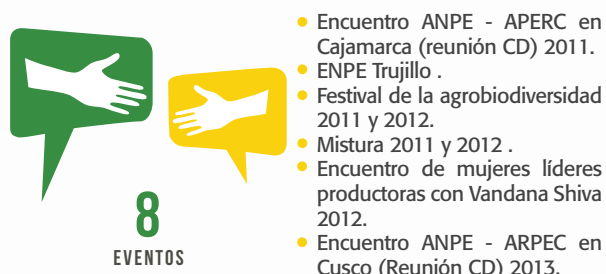 8
EVENTOS
Encuentro ANPE - APERC en
Cajamarca (reunión CD) 2011.
ENPE Trujillo .
Festival de la agrobiodiversidad
2011 y 2012.
Mistura 2011 y 2012 .
Encuentro de mujeres líderes
productoras con Vandana Shiva
2012.
Encuentro ANPE - ARPEC en
Cusco (Reunión CD) 2013.